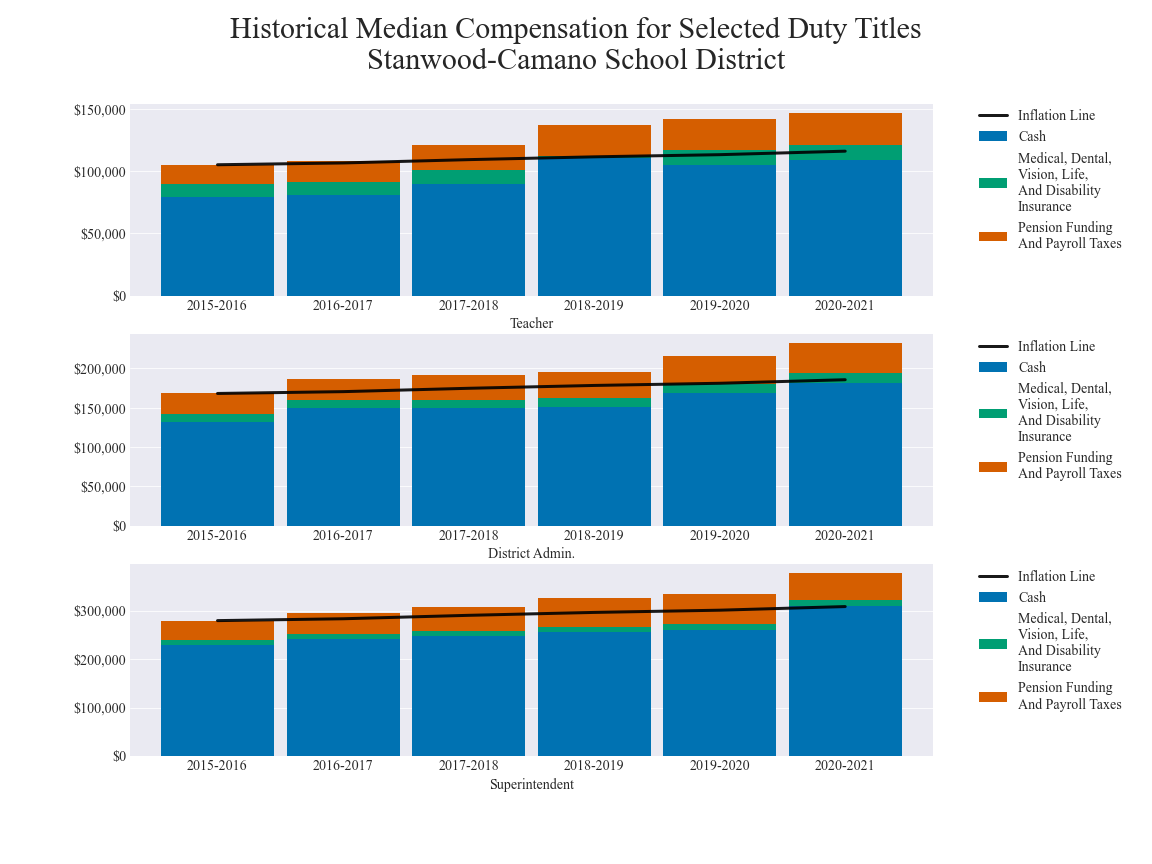 Historical Median Compensation for Selected Duty Titles
Stanwood-Camano School District
$150,000
$100,000
$50,000
$0
2015-2016 2016-2017 2017-2018 2018-2019 2019-2020 2020-2021
Teacher
Inflation Line
Cash
Medical, Dental,
Vision, Life,
And Disability
Insurance
Pension Funding
And Payroll Taxes
$200,000
$150,000
$100,000
$50,000
$0
2015-2016 2016-2017 2017-2018 2018-2019 2019-2020 2020-2021
District Admin.
Inflation Line
Cash
Medical, Dental,
Vision, Life,
And Disability
Insurance
Pension Funding
And Payroll Taxes
$300,000
$200,000
$100,000
$0
2015-2016 2016-2017 2017-2018 2018-2019 2019-2020 2020-2021
Superintendent
Inflation Line
Cash
Medical, Dental,
Vision, Life,
And Disability
Insurance
Pension Funding
And Payroll Taxes